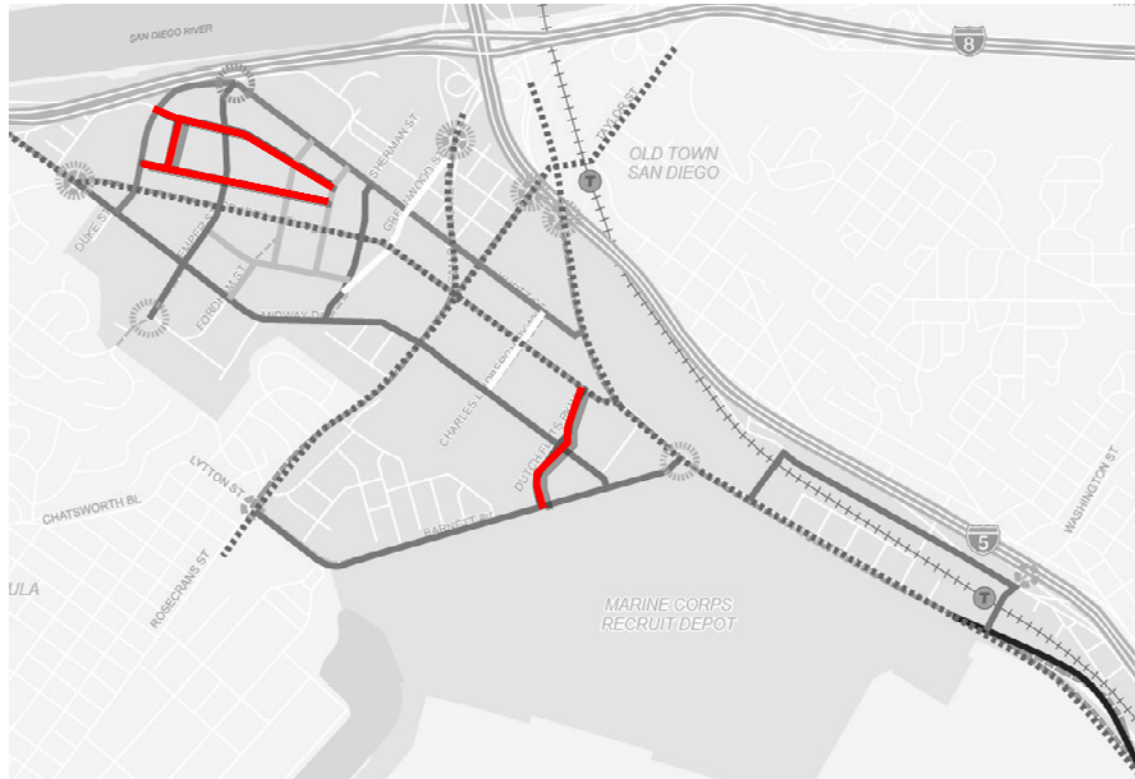 SAN DIEGO RIVER
8
TAYLOR ST
SHERMAN ST
GREENWOOD ST
OLD TOWN
SAN DIEGO
T
DUKE ST
FORDHAM ST
MIDWAY DR
CHARLES L
DUTCH FLATS PKWY
LYTTON ST
CHATSWORTH BL
BARNETT AV
WASHINGTON ST
5
ROSECRANS ST
ULA
MARINE CORPS
RECRUIT DEPOT
T